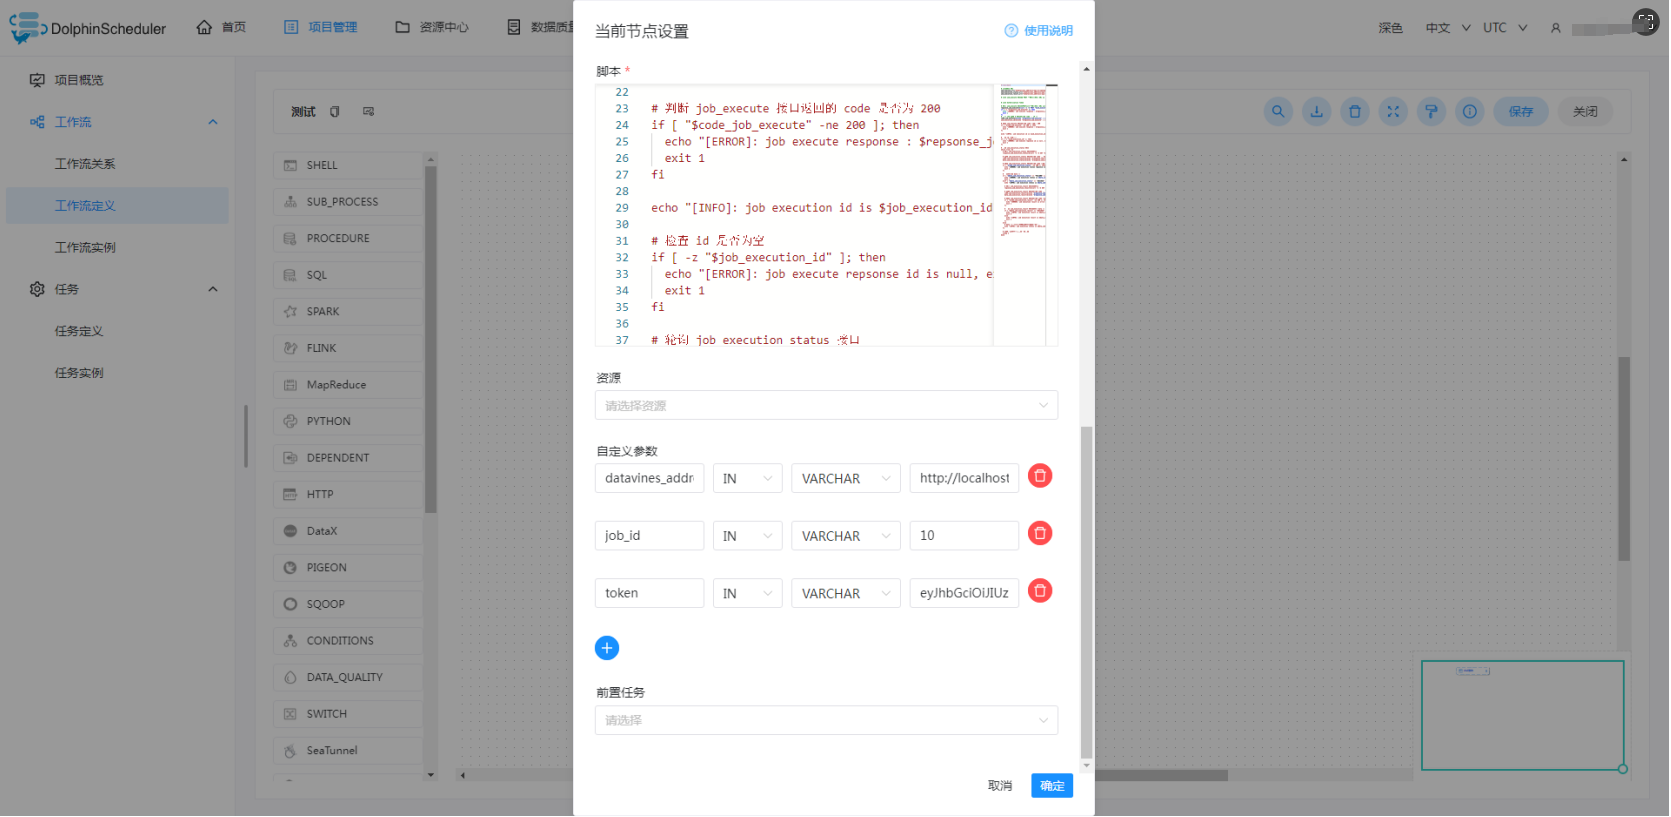 DolphinScheduler
首页
项目管理
资源中心
数据质量
深色
中文
UTC
项目概览
工作流
工作流关系
工作流定义
工作流实例
任务
任务定义
任务实例
测试
保存
关闭
SHELL
SUB_PROCESS
PROCEDURE
SQL
SPARK
FLINK
MapReduce
PYTHON
DEPENDENT
HTTP
DataX
PIGEON
SQOOP
CONDITIONS
DATA_QUALITY
SWITCH
SeaTunnel
当前节点设置
使用说明
脚本 *
22
23 # 判断 job_execute 接口返回的 code 是否为 200
24 if [ "$code_job_execute" -ne 200 ]; then
25 echo "[ERROR]: job execute response : $repsonse_j
26 exit 1
27 fi
28
29 echo "[INFO]: job execution id is $job_execution_id
30
31 # 检查 id 是否为空
32 if [ -z "$job_execution_id" ]; then
33 echo "[ERROR]: job execute repsonse id is null, e
34 exit 1
35 fi
36
37 # 轮询 job execution status 接口
资源
请选择资源
自定义参数
datavines_addr IN VARCHAR http://localhost
job_id IN VARCHAR 10
token IN VARCHAR eyJhbGciOiJIUz
前置任务
请选择
取消
确定